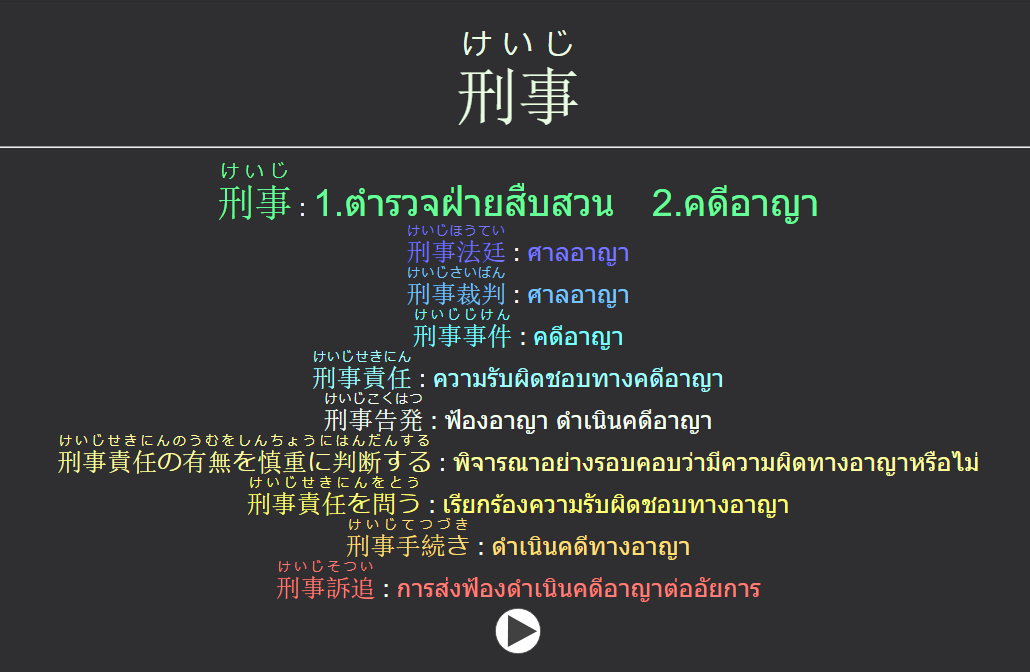 けいじ
刑事
けいじ
刑事 : 1.ตำรวจฝ่ายสืบสวน 2.คดีอาญา
けいじほうてい
刑事法廷 : ศาลอาญา
けいじさいばん
刑事裁判 : ศาลอาญา
けいじじけん
刑事事件 : คดีอาญา
けいじせきにん
刑事責任 : ความรับผิดชอบทางคดีอาญา
けいじこくはつ
刑事告発 : ฟ้องอาญา ดำเนินคดีอาญา
けいじせきにんのうむをしんちょうにはんだんする
刑事責任の有無を慎重に判断する : พิจารณาอย่างรอบคอบว่ามีความผิดทางอาญาหรือไม่
けいじせきにんをとう
刑事責任を問う : เรียกร้องความรับผิดชอบทางอาญา
けいじてつづき
刑事手続き : ดำเนินคดีทางอาญา
けいじそつい
刑事訴追 : การส่งฟ้องดำเนินคดีอาญาต่ออัยการ